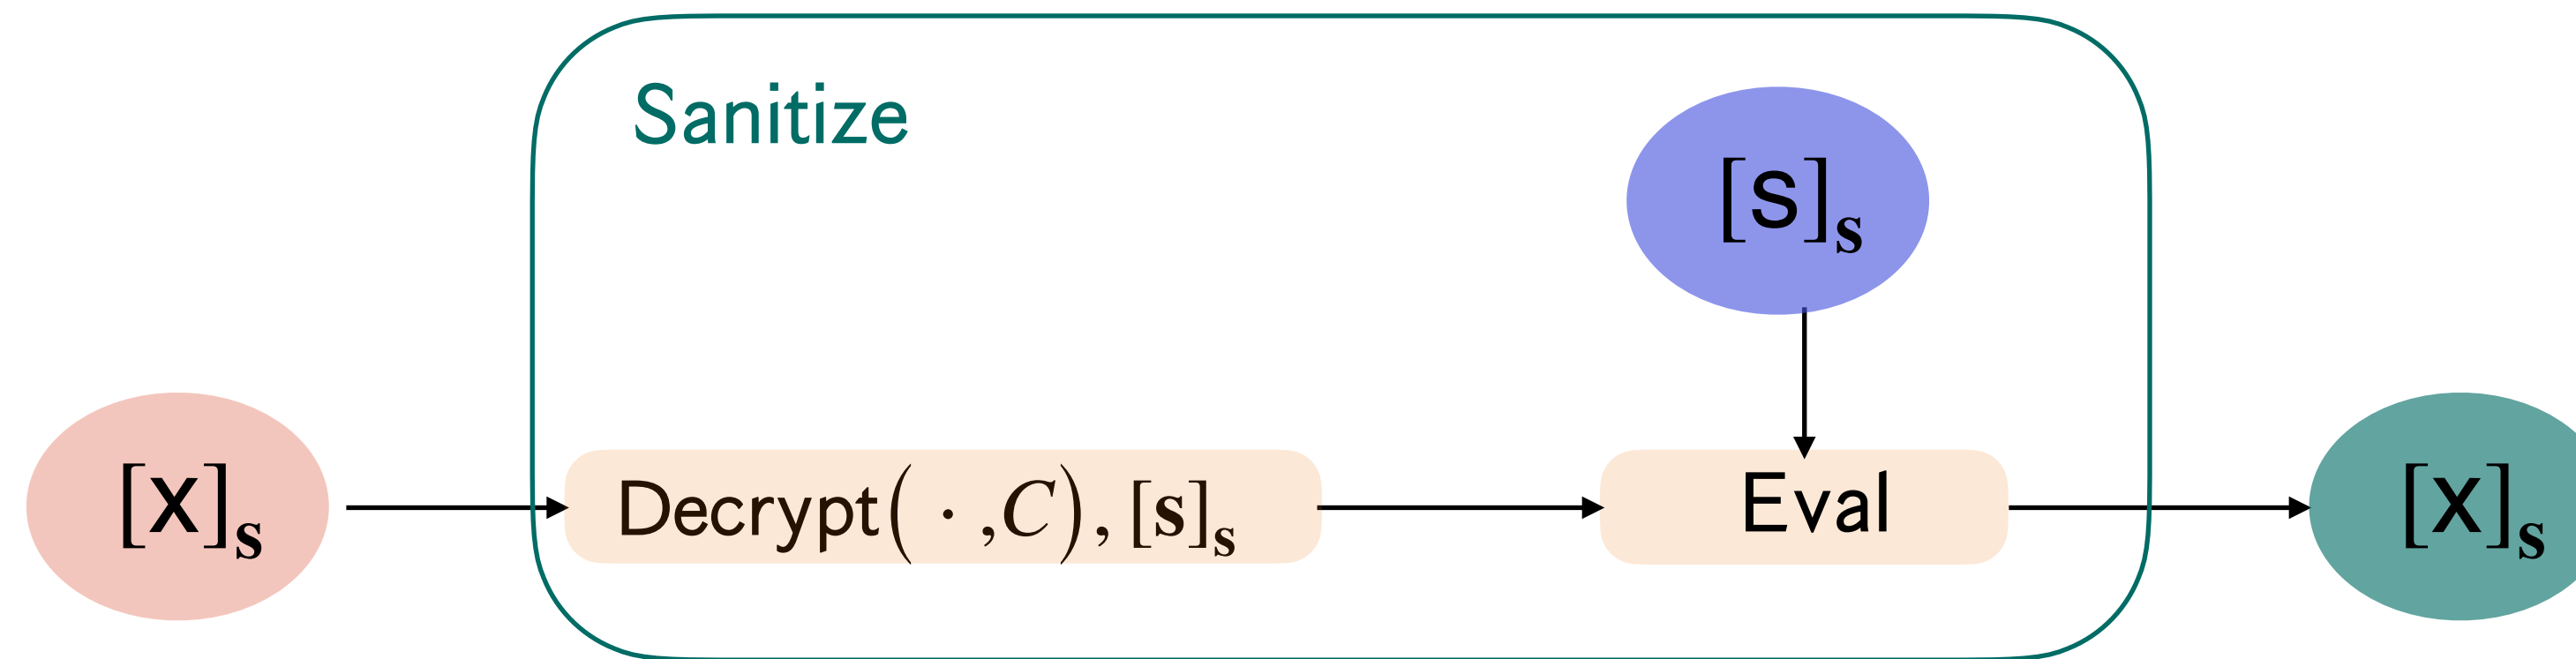 Sanitize
[s]ₛ
[x]ₛ
Decrypt( · ,C), [s]ₛ
Eval
[x]ₛ